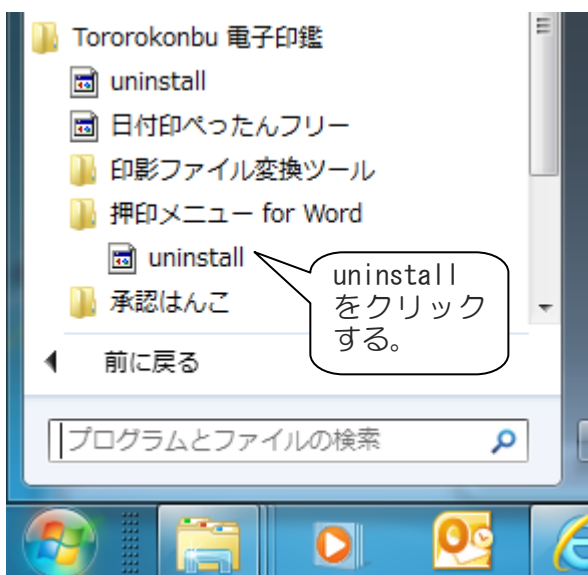 Tororokonbu 電子印鑑
uninstall
日付印ぺったんフリー
印影ファイル変換ツール
押印メニュー for Word
uninstall
uninstall
をクリック
する。
承認はんこ
前に戻る
プログラムとファイルの検索